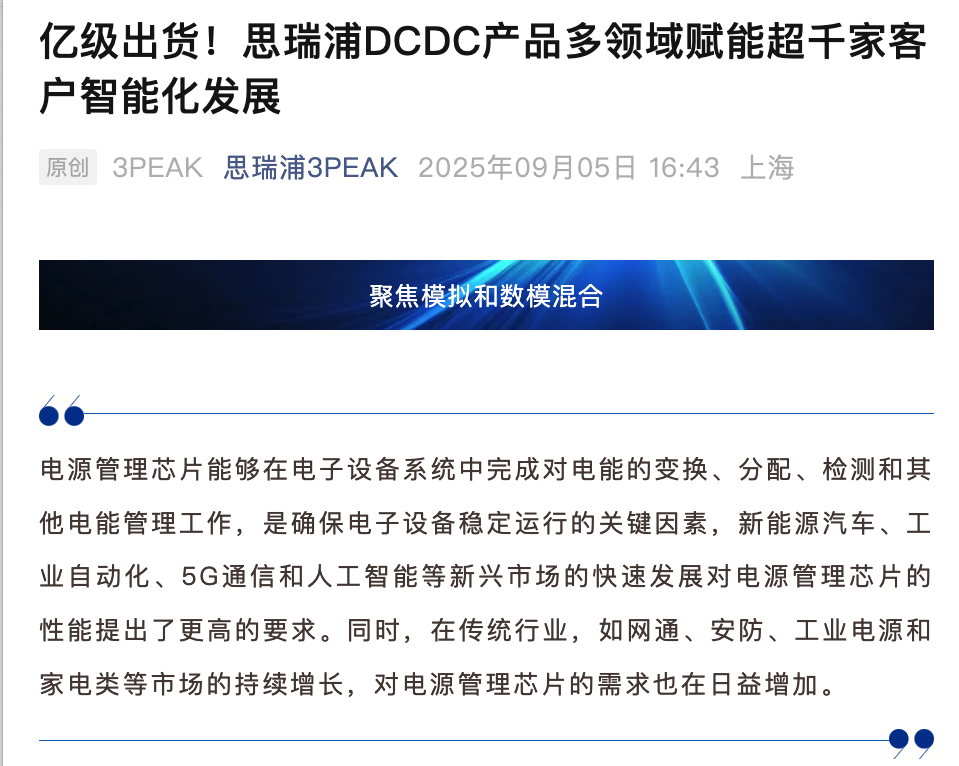 亿级出货！思瑞浦DCDC产品多领域赋能超千家客
户智能化发展
原创 3PEAK 思瑞浦3PEAK 2025年09月05日 16:43 上海
聚焦模拟和数模混合
电源管理芯片能够在电子设备系统中完成对电能的变换、分配、检测和其
他电能管理工作，是确保电子设备稳定运行的关键因素，新能源汽车、工
业自动化、5G通信和人工智能等新兴市场的快速发展对电源管理芯片的
性能提出了更高的要求。同时，在传统行业，如网通、安防、工业电源和
家电类等市场的持续增长，对电源管理芯片的需求也在日益增加。